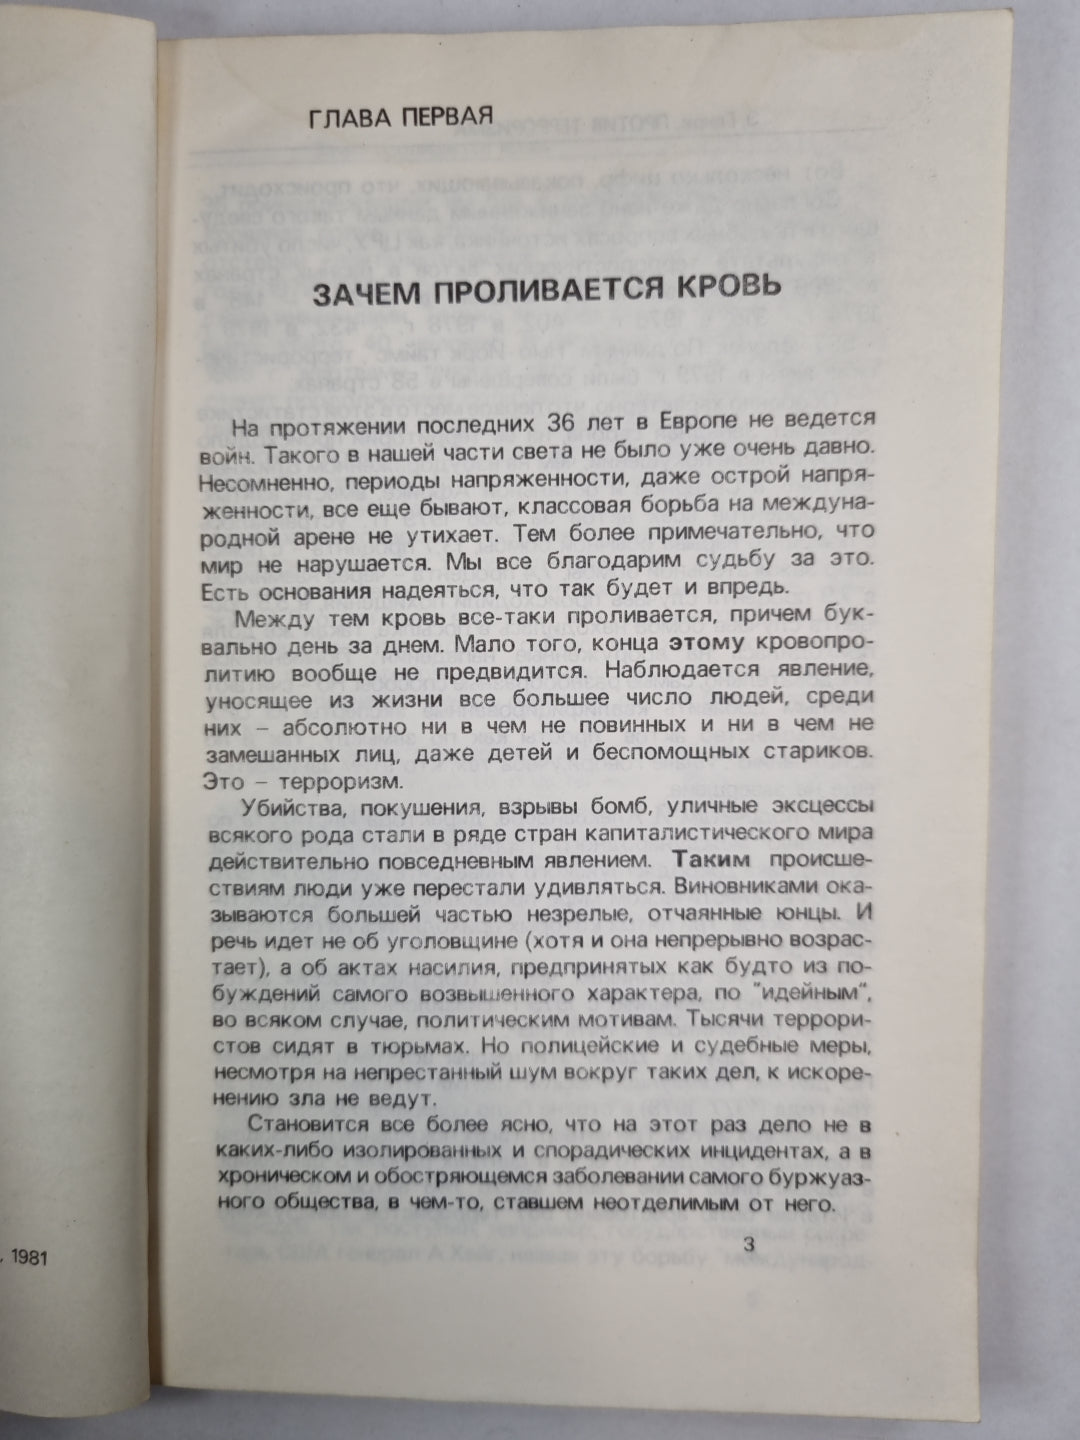 ГЛАВА ПЕРВАЯ
ЗАЧЕМ ПРОЛИВАЕТСЯ КРОВЬ
На протяжении последних 36 лет в Европе не ведется
войн. Такого в нашей части света не было уже очень давно.
Несомненно, периоды напряженности, даже острой напря-
женности, все еще бывают, классовая борьба на междуна-
родной арене не утихает. Тем более примечательно, что
мир не нарушается. Мы все благодарим судьбу за это.
Есть основания надеяться, что так будет и впредь.
Между тем кровь все-таки проливается, причем бук-
вально день за днем. Мало того, конца этому кровопро-
литию вообще не предвидится. Наблюдается явление,
уносящее из жизни все большее число людей, среди
них – абсолютно ни в чем не повинных и ни в чем не
замешанных лиц, даже детей и беспомощных стариков.
Это – терроризм.
Убийства, покушения, взрывы бомб, уличные эксцессы
всякого рода стали в ряде стран капиталистического мира
действительно повседневным явлением. Таким происше-
ствиям люди уже перестали удивляться. Виновниками ока-
зываются большей частью незрелые, отчаянные юнцы. И
речь идет не об уголовщине (хотя и она непрерывно возрас-
тает), а об актах насилия, предпринятых как будто из по-
буждений самого возвышенного характера, по "идейным",
во всяком случае, политическим мотивам. Тысячи террори-
стов сидят в тюрьмах. Но полицейские и судебные меры,
несмотря на непрестанный шум вокруг таких дел, к искоре-
нению зла не ведут.
Становится все более ясно, что на этот раз дело не в
каких-либо изолированных и спорадических инцидентах, а в
хроническом и обостряющемся заболевании самого буржуаз-
ного общества, в чем-то, ставшем неотделимым от него.
3
, 1981